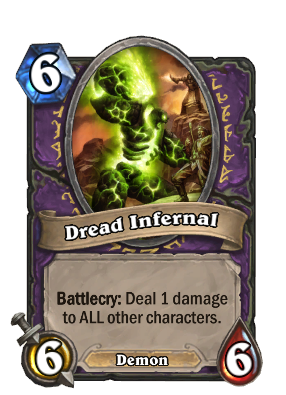 6
Dread Infernal
Battlecry: Deal 1 damage
to ALL other characters.
6
Demon
6